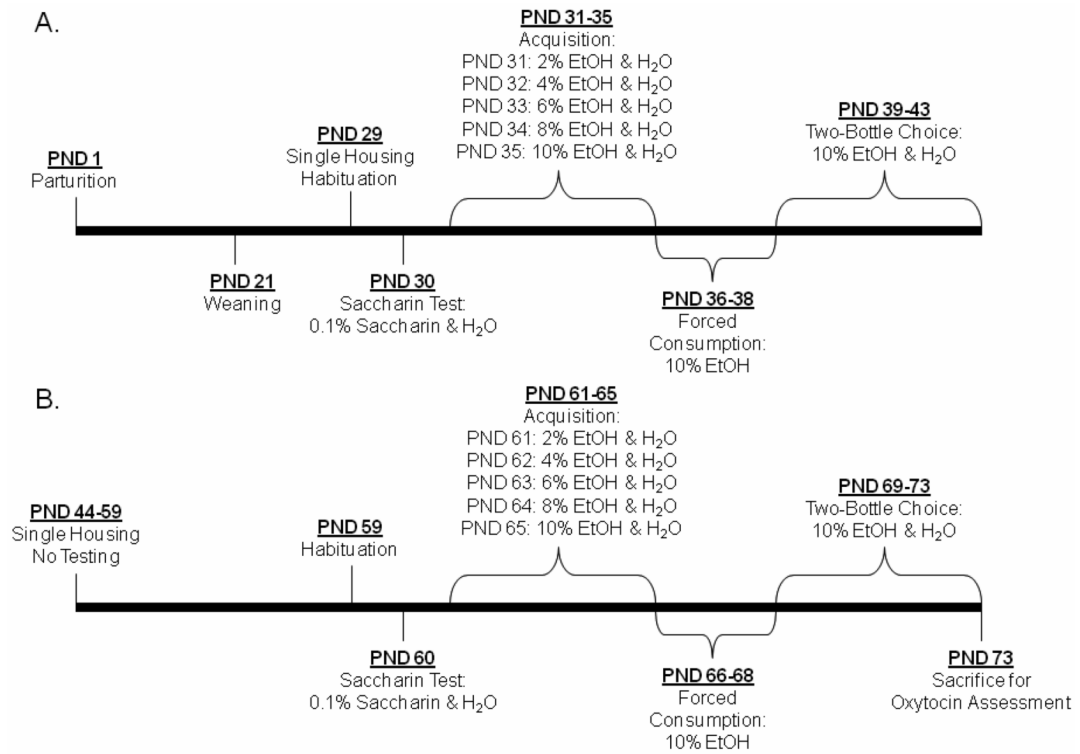 A.
PND 1
Parturition
PND 21
Weaning
PND 29
Single Housing
Habituation
PND 30
Saccharin Test:
0.1% Saccharin & H₂O
PND 31-35
Acquisition:
PND 31: 2% EtOH & H₂O
PND 32: 4% EtOH & H₂O
PND 33: 6% EtOH & H₂O
PND 34: 8% EtOH & H₂O
PND 35: 10% EtOH & H₂O
PND 36-38
Forced
Consumption:
10% EtOH
PND 39-43
Two-Bottle Choice:
10% EtOH & H₂O
B.
PND 44-59
Single Housing
No Testing
PND 59
Habituation
PND 60
Saccharin Test:
0.1% Saccharin & H₂O
PND 61-65
Acquisition:
PND 61: 2% EtOH & H₂O
PND 62: 4% EtOH & H₂O
PND 63: 6% EtOH & H₂O
PND 64: 8% EtOH & H₂O
PND 65: 10% EtOH & H₂O
PND 66-68
Forced
Consumption:
10% EtOH
PND 69-73
Two-Bottle Choice:
10% EtOH & H₂O
PND 73
Sacrifice for
Oxytocin Assessment